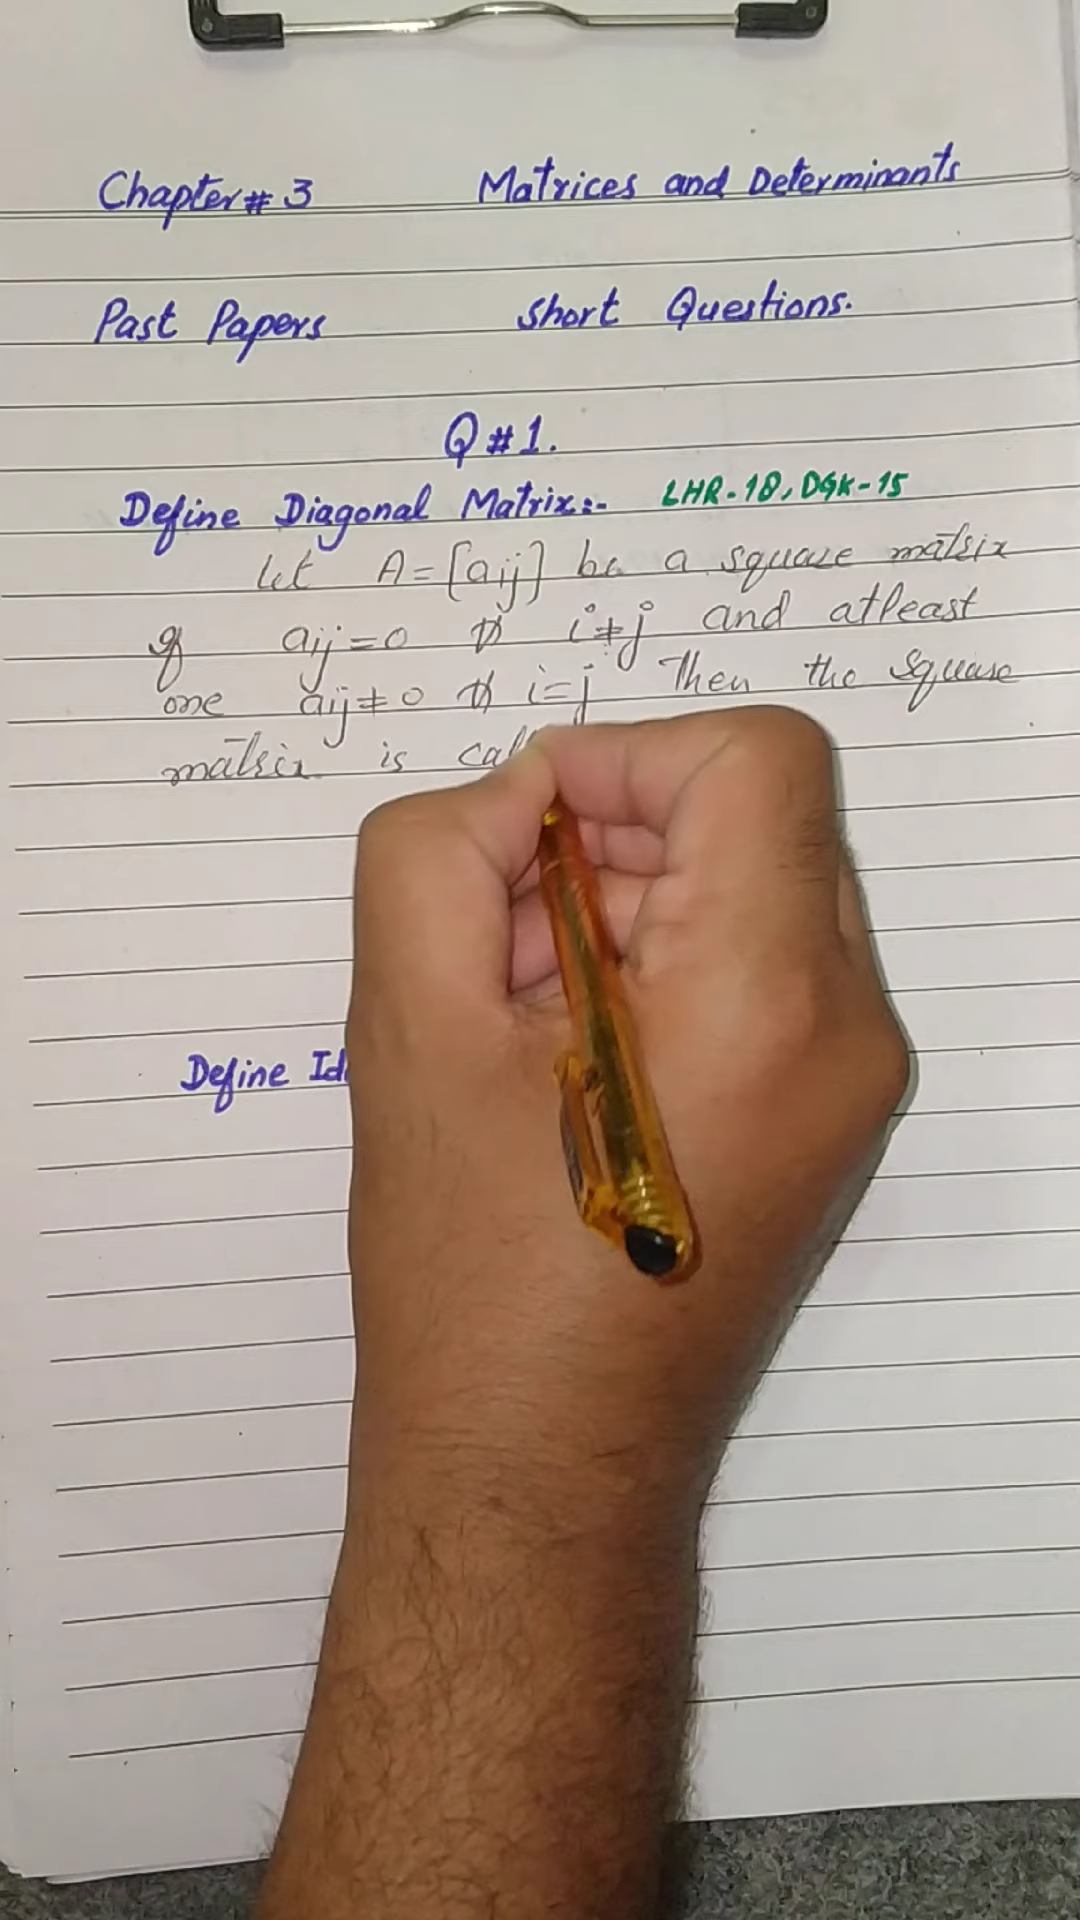 Chapter# 3 Matrices and Determinants
Past Papers Short Questions.
Q #1.
Define Diagonal Matrix:- LHR-18, DGK-15
let A = [aij] be a square matrix
if aij = 0 ∀ i≠j and atleast
one aij ≠ 0 ∀ i=j Then the square
matrix is
Define